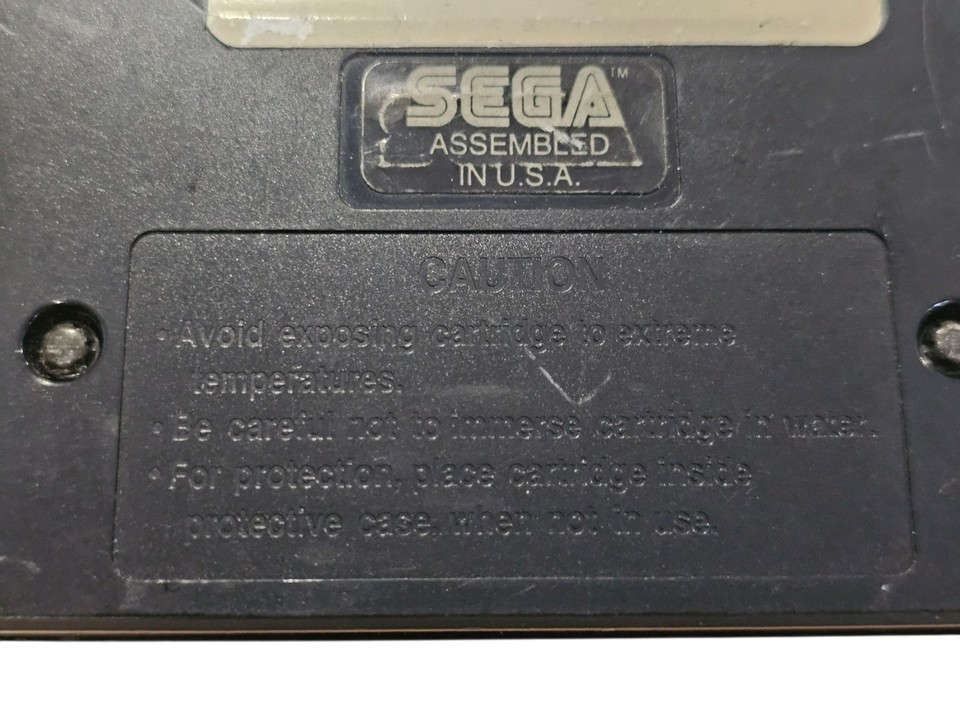 SEGA™
ASSEMBLED
IN U.S.A.
CAUTION
• Avoid exposing cartridge to extreme
temperatures.
• Be careful not to immerse cartridge in water.
• For protection, place cartridge inside
protective case, when not in use.